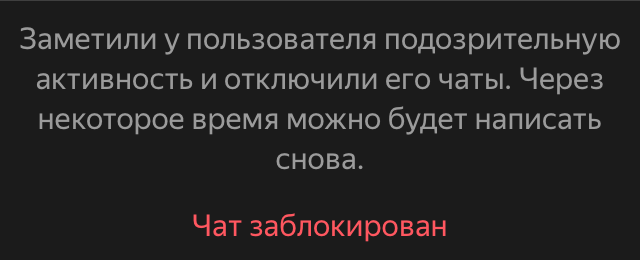 Заметили у пользователя подозрительную
активность и отключили его чаты. Через
некоторое время можно будет написать
снова.
Чат заблокирован